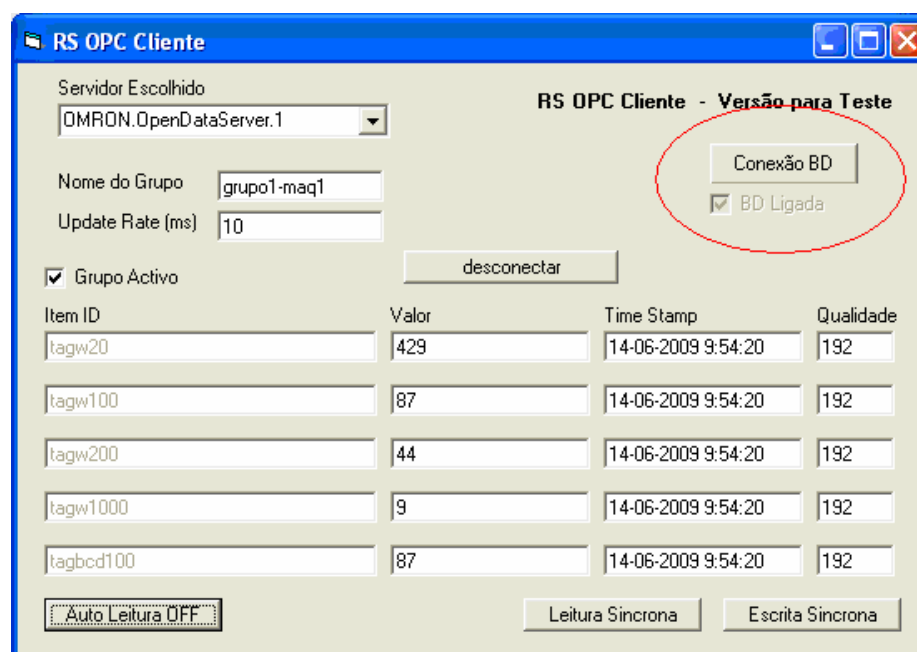 RS OPC Cliente
Servidor Escolhido
OMRON.OpenDataServer.1
RS OPC Cliente - Versão para Teste
Conexão BD
BD Ligada
Nome do Grupo grupo1-maq1
Update Rate (ms) 10
Grupo Activo
desconectar
Item ID Valor Time Stamp Qualidade
tagw20 429 14-06-2009 9:54:20 192
tagw100 87 14-06-2009 9:54:20 192
tagw200 44 14-06-2009 9:54:20 192
tagw1000 9 14-06-2009 9:54:20 192
tagbcd100 87 14-06-2009 9:54:20 192
Auto Leitura OFF Leitura Sincrona Escrita Sincrona